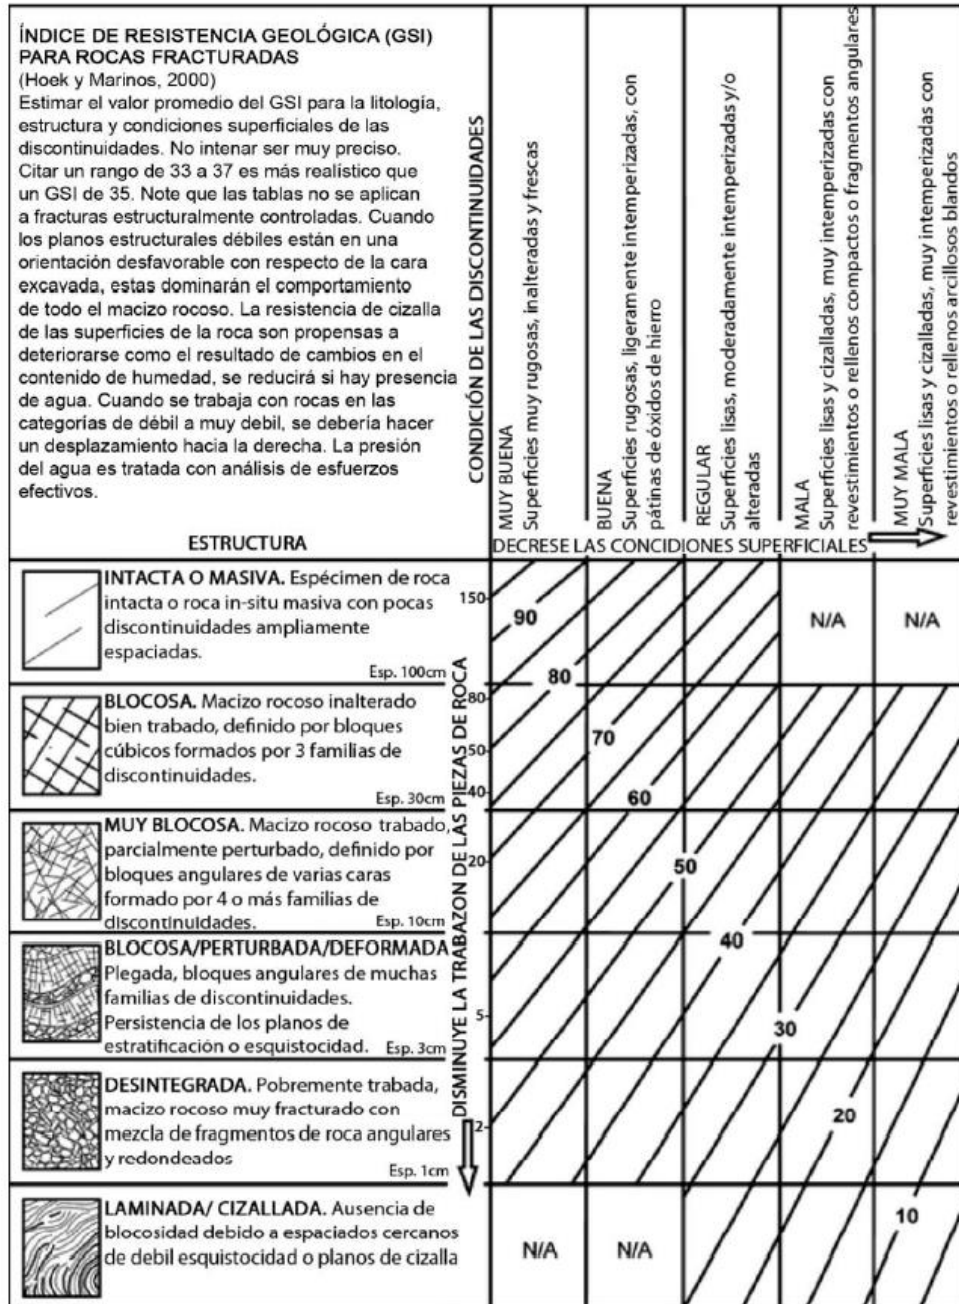 ÍNDICE DE RESISTENCIA GEOLÓGICA (GSI)
PARA ROCAS FRACTURADAS
(Hoek y Marinos, 2000)
Estimar el valor promedio del GSI para la litología,
estructura y condiciones superficiales de las
discontinuidades. No intenar ser muy preciso.
Citar un rango de 33 a 37 es más realístico que
un GSI de 35. Note que las tablas no se aplican
a fracturas estructuralmente controladas. Cuando
los planos estructurales débiles están en una
orientación desfavorable con respecto de la cara
excavada, estas dominarán el comportamiento
de todo el macizo rocoso. La resistencia de cizalla
de las superficies de la roca son propensas a
deteriorarse como el resultado de cambios en el
contenido de humedad, se reducirá si hay presencia
de agua. Cuando se trabaja con rocas en las
categorías de débil a muy debil, se debería hacer
un desplazamiento hacia la derecha. La presión
del agua es tratada con análisis de esfuerzos
efectivos.
CONDICIÓN DE LAS DISCONTINUIDADES
MUY BUENA
Superficies muy rugosas, inalteradas y frescas
BUENA
Superficies rugosas, ligeramente intemperizadas, con
pátinas de óxidos de hierro
REGULAR
Superficies lisas, moderadamente intemperizadas y/o
alteradas
MALA
Superficies lisas y cizalladas, muy intemperizadas con
revestimientos o rellenos compactos o fragmentos angulares
MUY MALA
Superficies lisas y cizalladas, muy intemperizadas con
revestimientos o rellenos arcillosos blandos
ESTRUCTURA
DECRESE LAS CONCIDIONES SUPERFICIALES
DISMINUYE LA TRABAZON DE LAS PIEZAS DE ROCA
INTACTA O MASIVA. Espécimen de roca
intacta o roca in-situ masiva con pocas
discontinuidades ampliamente
espaciadas.
Esp. 100cm
150
90
80
N/A
N/A
BLOCOSA. Macizo rocoso inalterado
bien trabado, definido por bloques
cúbicos formados por 3 familias de
discontinuidades.
Esp. 30cm
80
50
40
70
60
MUY BLOCOSA. Macizo rocoso trabado,
parcialmente perturbado, definido por
bloques angulares de varias caras
formado por 4 o más familias de
discontinuidades.
Esp. 10cm
20
50
BLOCOSA/PERTURBADA/DEFORMADA
Plegada, bloques angulares de muchas
familias de discontinuidades.
Persistencia de los planos de
estratificación o esquistocidad. Esp. 3cm
40
5
30
DESINTEGRADA. Pobremente trabada,
macizo rocoso muy fracturado con
mezcla de fragmentos de roca angulares
y redondeados
Esp. 1cm
2
20
LAMINADA/ CIZALLADA. Ausencia de
blocosidad debido a espaciados cercanos
de debil esquistocidad o planos de cizalla
N/A
N/A
10